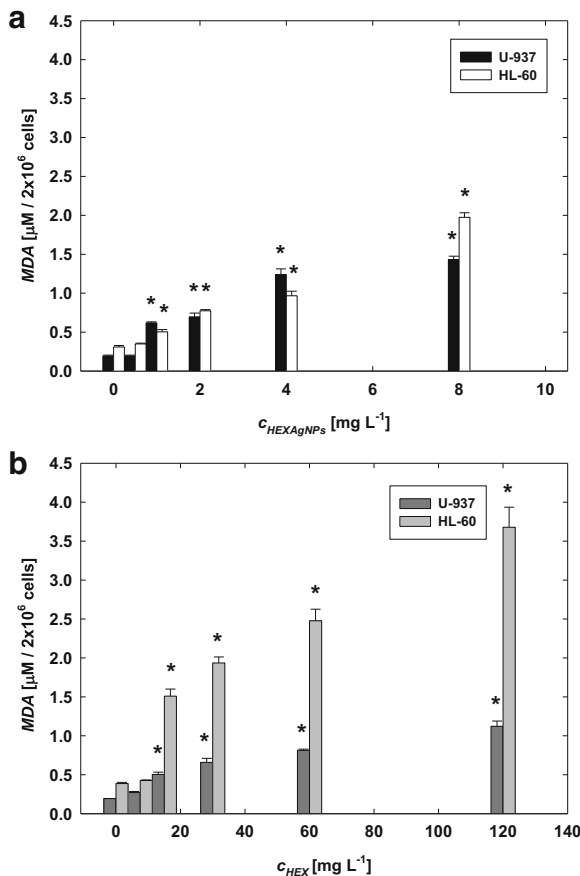 a
4.5
4.0
3.5
3.0
2.5
2.0
1.5
1.0
0.5
0.0
MDA [µM / 2x10⁶ cells]
U-937
HL-60
* * ** * * * *
0 2 4 6 8 10
c_HEXAgNPs [mg L⁻¹]
b
4.5
4.0
3.5
3.0
2.5
2.0
1.5
1.0
0.5
0.0
MDA [µM / 2x10⁶ cells]
U-937
HL-60
* * * * * * * *
0 20 40 60 80 100 120 140
c_HEX [mg L⁻¹]